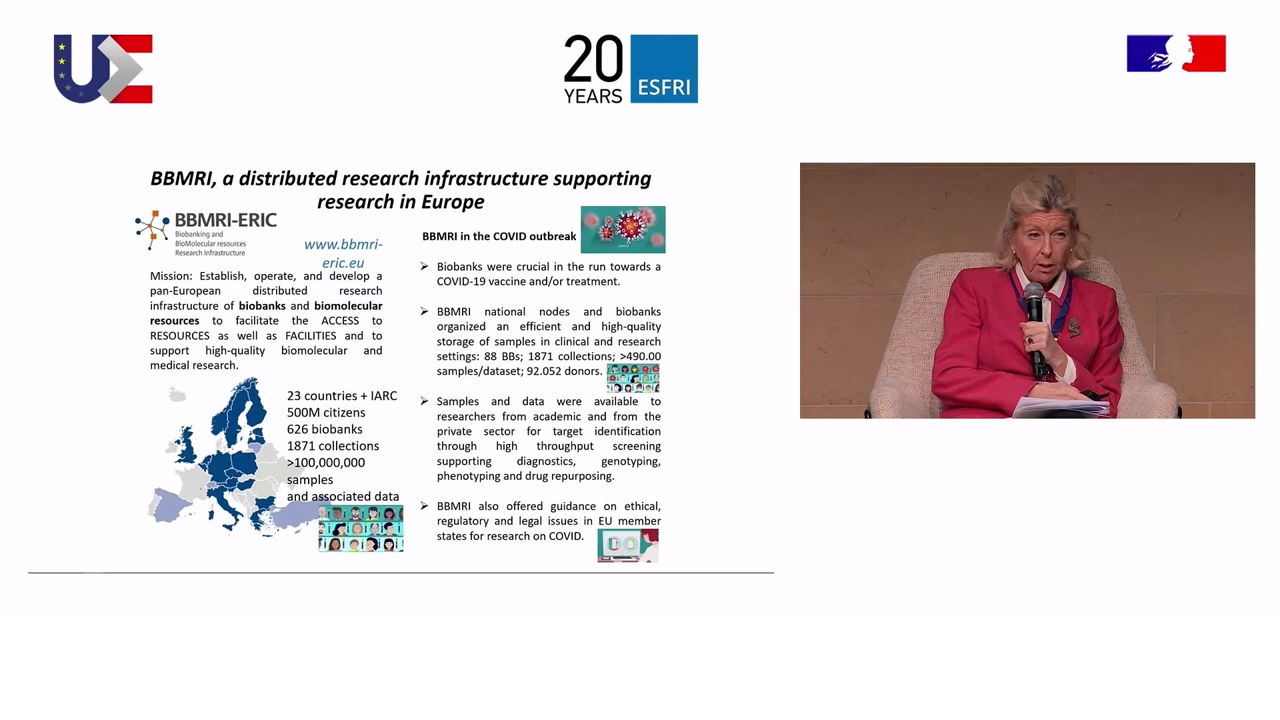 20
YEARS
ESFRI
BBMRI, a distributed research infrastructure supporting
research in Europe
BBMRI-ERIC
Biobanking and
BioMolecular resources
Research Infrastructure
www.bbmri-
eric.eu
Mission: Establish, operate, and develop a
pan-European distributed research
infrastructure of biobanks and biomolecular
resources to facilitate the ACCESS to
RESOURCES as well as FACILITIES and to
support high-quality biomolecular and
medical research.
23 countries + IARC
500M citizens
626 biobanks
1871 collections
>100,000,000
samples
and associated data
BBMRI in the COVID outbreak
➢ Biobanks were crucial in the run towards a
COVID-19 vaccine and/or treatment.
➢ BBMRI national nodes and biobanks
organized an efficient and high-quality
storage of samples in clinical and research
settings: 88 BBs; 1871 collections; >490.00
samples/dataset; 92.052 donors.
➢ Samples and data were available to
researchers from academic and from the
private sector for target identification
through high throughput screening
supporting diagnostics, genotyping,
phenotyping and drug repurposing.
➢ BBMRI also offered guidance on ethical,
regulatory and legal issues in EU member
states for research on COVID.